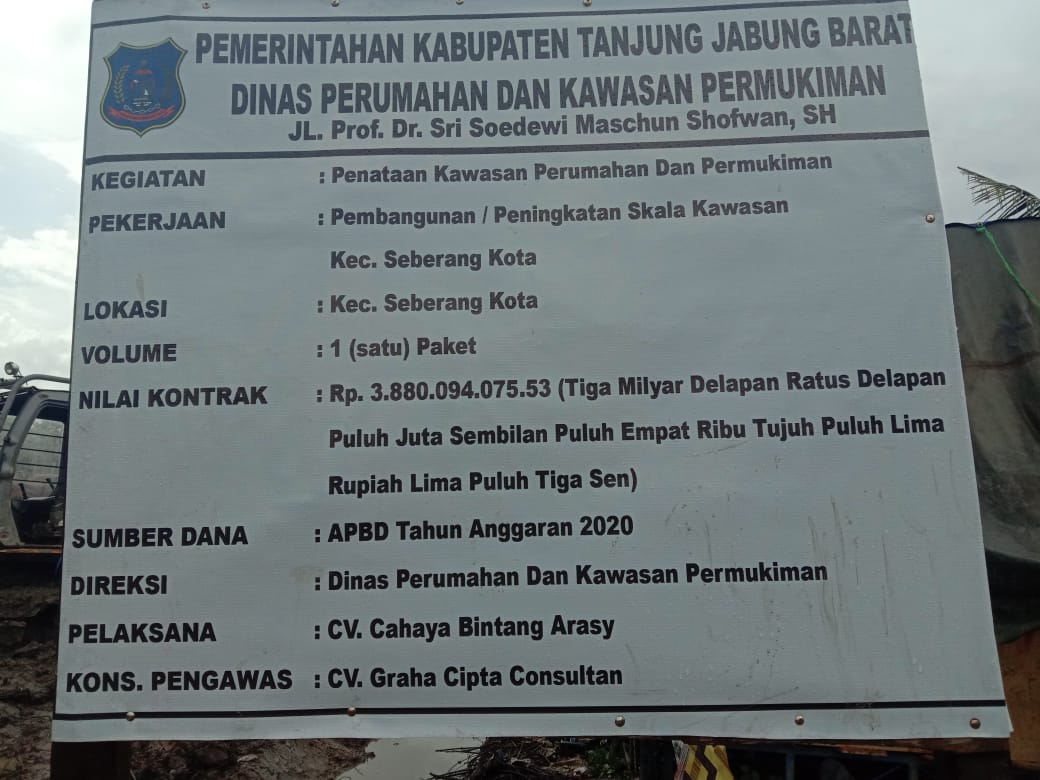 PEMERINTAHAN KABUPATEN TANJUNG JABUNG BARAT
DINAS PERUMAHAN DAN KAWASAN PERMUKIMAN
JL. Prof. Dr. Sri Soedewi Maschun Shofwan, SH
KEGIATAN : Penataan Kawasan Perumahan Dan Permukiman
PEKERJAAN : Pembangunan / Peningkatan Skala Kawasan
Kec. Seberang Kota
LOKASI : Kec. Seberang Kota
VOLUME : 1 (satu) Paket
NILAI KONTRAK : Rp. 3.880.094.075.53 (Tiga Milyar Delapan Ratus Delapan
Puluh Juta Sembilan Puluh Empat Ribu Tujuh Puluh Lima
Rupiah Lima Puluh Tiga Sen)
SUMBER DANA : APBD Tahun Anggaran 2020
DIREKSI : Dinas Perumahan Dan Kawasan Permukiman
PELAKSANA : CV. Cahaya Bintang Arasy
KONS. PENGAWAS : CV. Graha Cipta Consultan